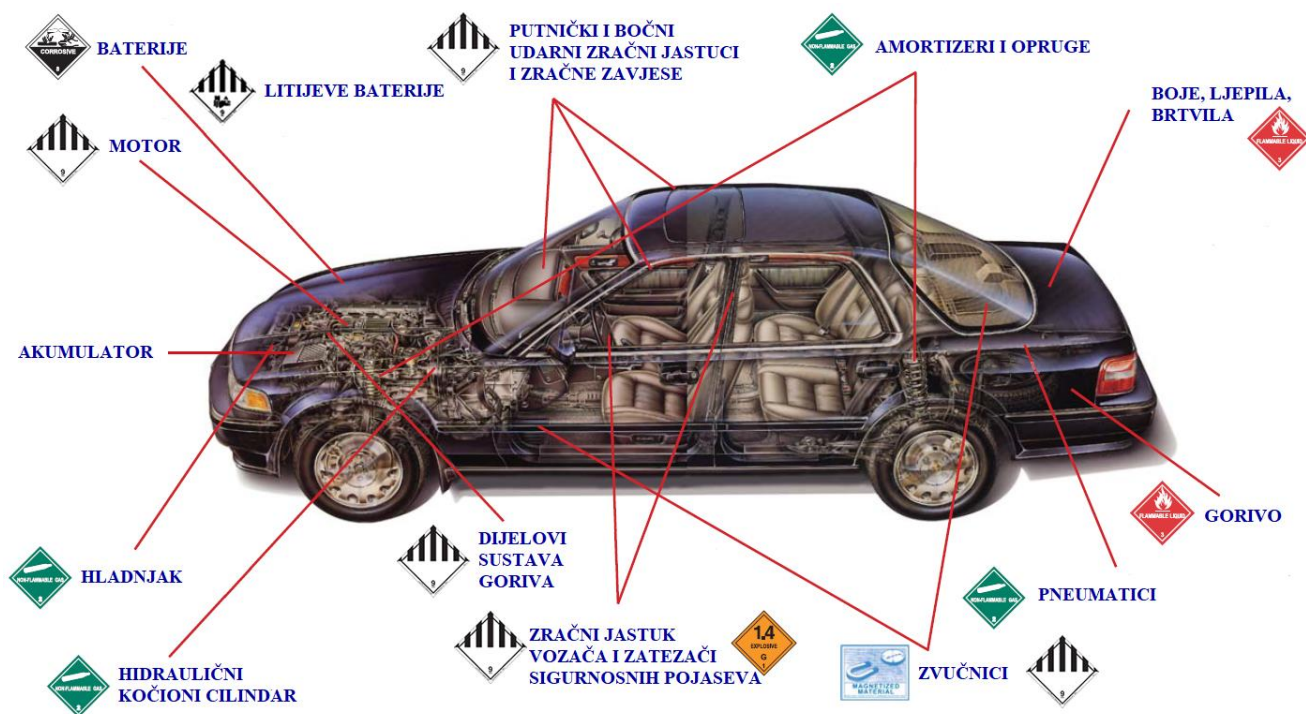 CORROSIVE
8
BATERIJE
9
LITIJEVE BATERIJE
9
MOTOR
9
PUTNIČKI I BOČNI
UDARNI ZRAČNI JASTUCI
I ZRAČNE ZAVJESE
NON-FLAMMABLE GAS
2
AMORTIZERI I OPRUGE
BOJE, LJEPILA,
BRTVILA
FLAMMABLE LIQUID
3
AKUMULATOR
NON-FLAMMABLE GAS
2
HLADNJAK
9
DIJELOVI
SUSTAVA
GORIVA
FLAMMABLE LIQUID
3
GORIVO
NON-FLAMMABLE GAS
2
PNEUMATICI
NON-FLAMMABLE GAS
2
HIDRAULIČNI
KOČIONI CILINDAR
9
ZRAČNI JASTUK
VOZAČA I ZATEZAČI
SIGURNOSNIH POJASEVA
1.4
EXPLOSIVE
G
1
MAGNETIZED
MATERIAL
ZVUČNICI
9